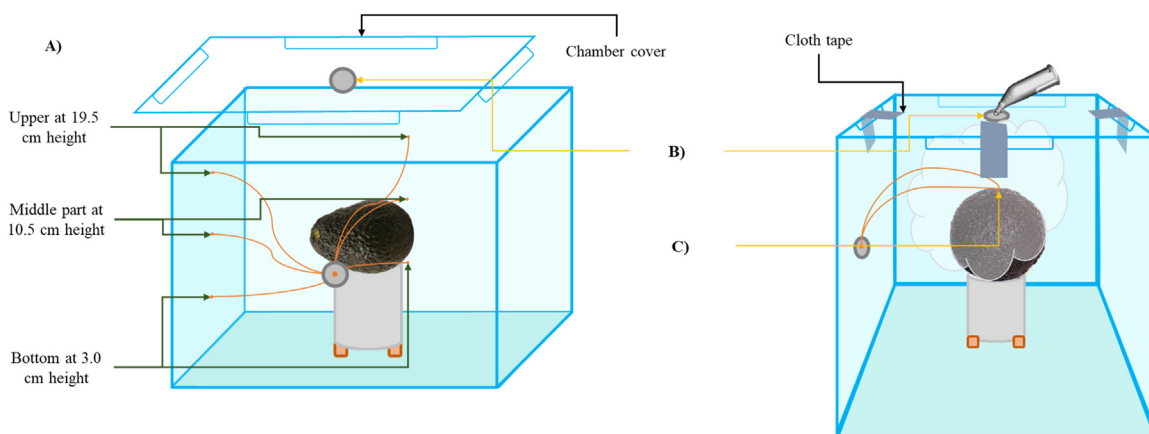 A)
Chamber cover
Upper at 19.5
cm height
Middle part at
10.5 cm height
Bottom at 3.0
cm height
Cloth tape
B)
C)